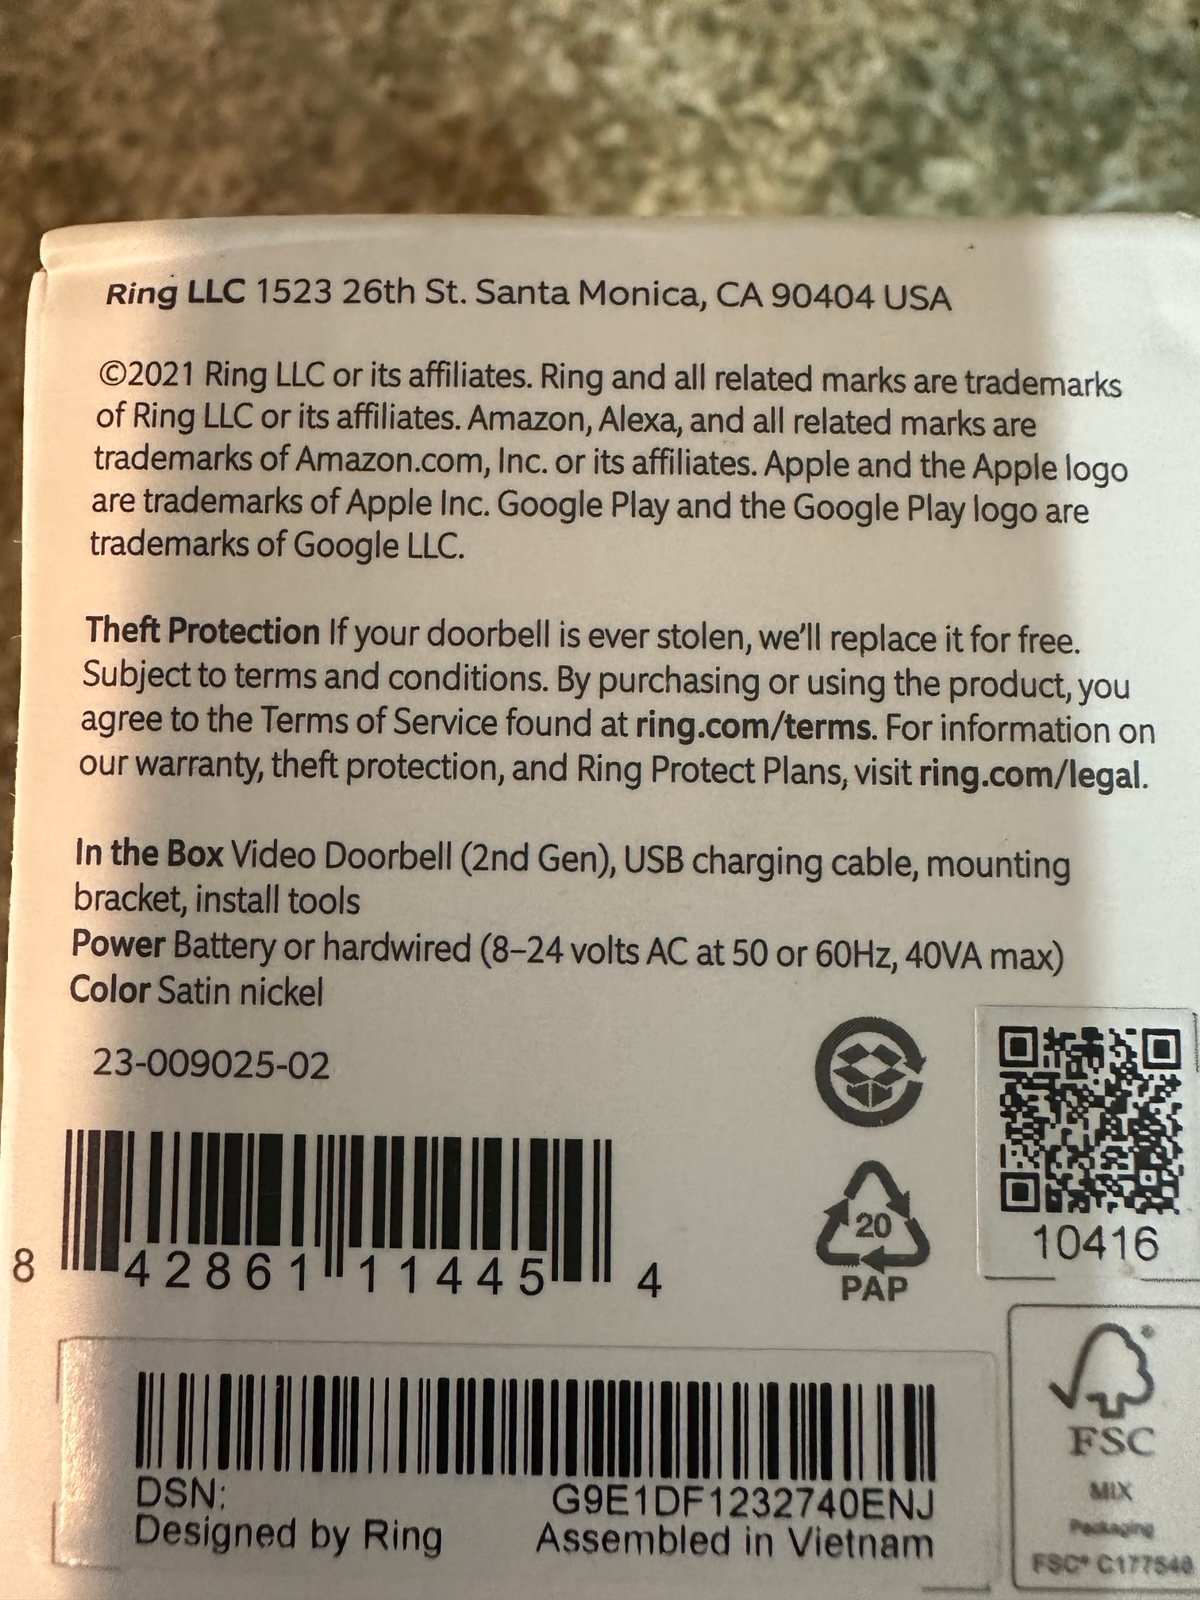 Ring LLC 1523 26th St. Santa Monica, CA 90404 USA
©2021 Ring LLC or its affiliates. Ring and all related marks are trademarks
of Ring LLC or its affiliates. Amazon, Alexa, and all related marks are
trademarks of Amazon.com, Inc. or its affiliates. Apple and the Apple logo
are trademarks of Apple Inc. Google Play and the Google Play logo are
trademarks of Google LLC.
Theft Protection If your doorbell is ever stolen, we'll replace it for free.
Subject to terms and conditions. By purchasing or using the product, you
agree to the Terms of Service found at ring.com/terms. For information on
our warranty, theft protection, and Ring Protect Plans, visit ring.com/legal.
In the Box Video Doorbell (2nd Gen), USB charging cable, mounting
bracket, install tools
Power Battery or hardwired (8–24 volts AC at 50 or 60Hz, 40VA max)
Color Satin nickel
23-009025-02
8 42861 11445 4
20
PAP
10416
DSN: G9E1DF1232740ENJ
Designed by Ring Assembled in Vietnam
FSC
MIX
Packaging
FSC® C177546